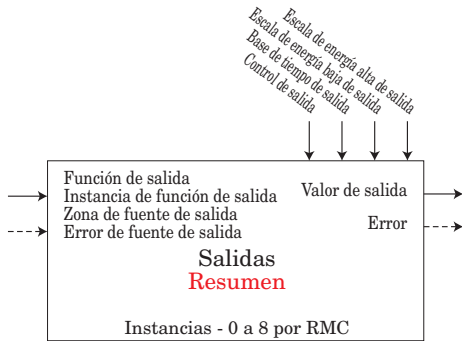 Escala de energía alta de salida
Escala de energía baja de salida
Base de tiempo de salida
Control de salida
Función de salida
Instancia de función de salida
Zona de fuente de salida
Error de fuente de salida
Valor de salida
Error
Salidas
Resumen
Instancias - 0 a 8 por RMC